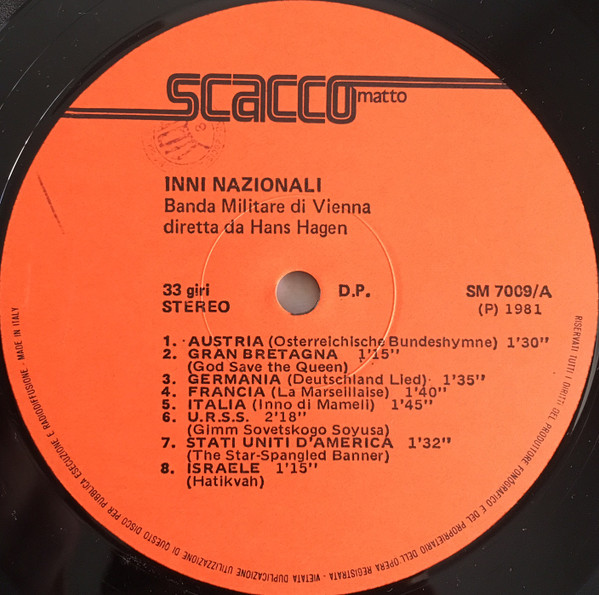 scacco matto
INNI NAZIONALI
Banda Militare di Vienna
diretta da Hans Hagen
33 giri D.P. SM 7009/A
STEREO (P) 1981
1. AUSTRIA (Osterreichische Bundeshymne) 1'30"
2. GRAN BRETAGNA 1'15"
(God Save the Queen)
3. GERMANIA (Deutschland Lied) 1'35"
4. FRANCIA (La Marseillaise) 1'40"
5. ITALIA (Inno di Mameli) 1'45"
6. U.R.S.S. 2'18"
(Gimm Sovetskogo Soyusa)
7. STATI UNITI D'AMERICA 1'32"
(The Star-Spangled Banner)
8. ISRAELE 1'15"
(Hatikvah)
RISERVATI TUTTI I DIRITTI DEL PRODUTTORE FONOGRAFICO E DEL PROPRIETARIO DELL'OPERA REGISTRATA - VIETATA DUPLICAZIONE UTILIZZAZIONE DI QUESTO DISCO PER PUBBLICA ESECUZIONE E RADIODIFFUSIONE - MADE IN ITALY